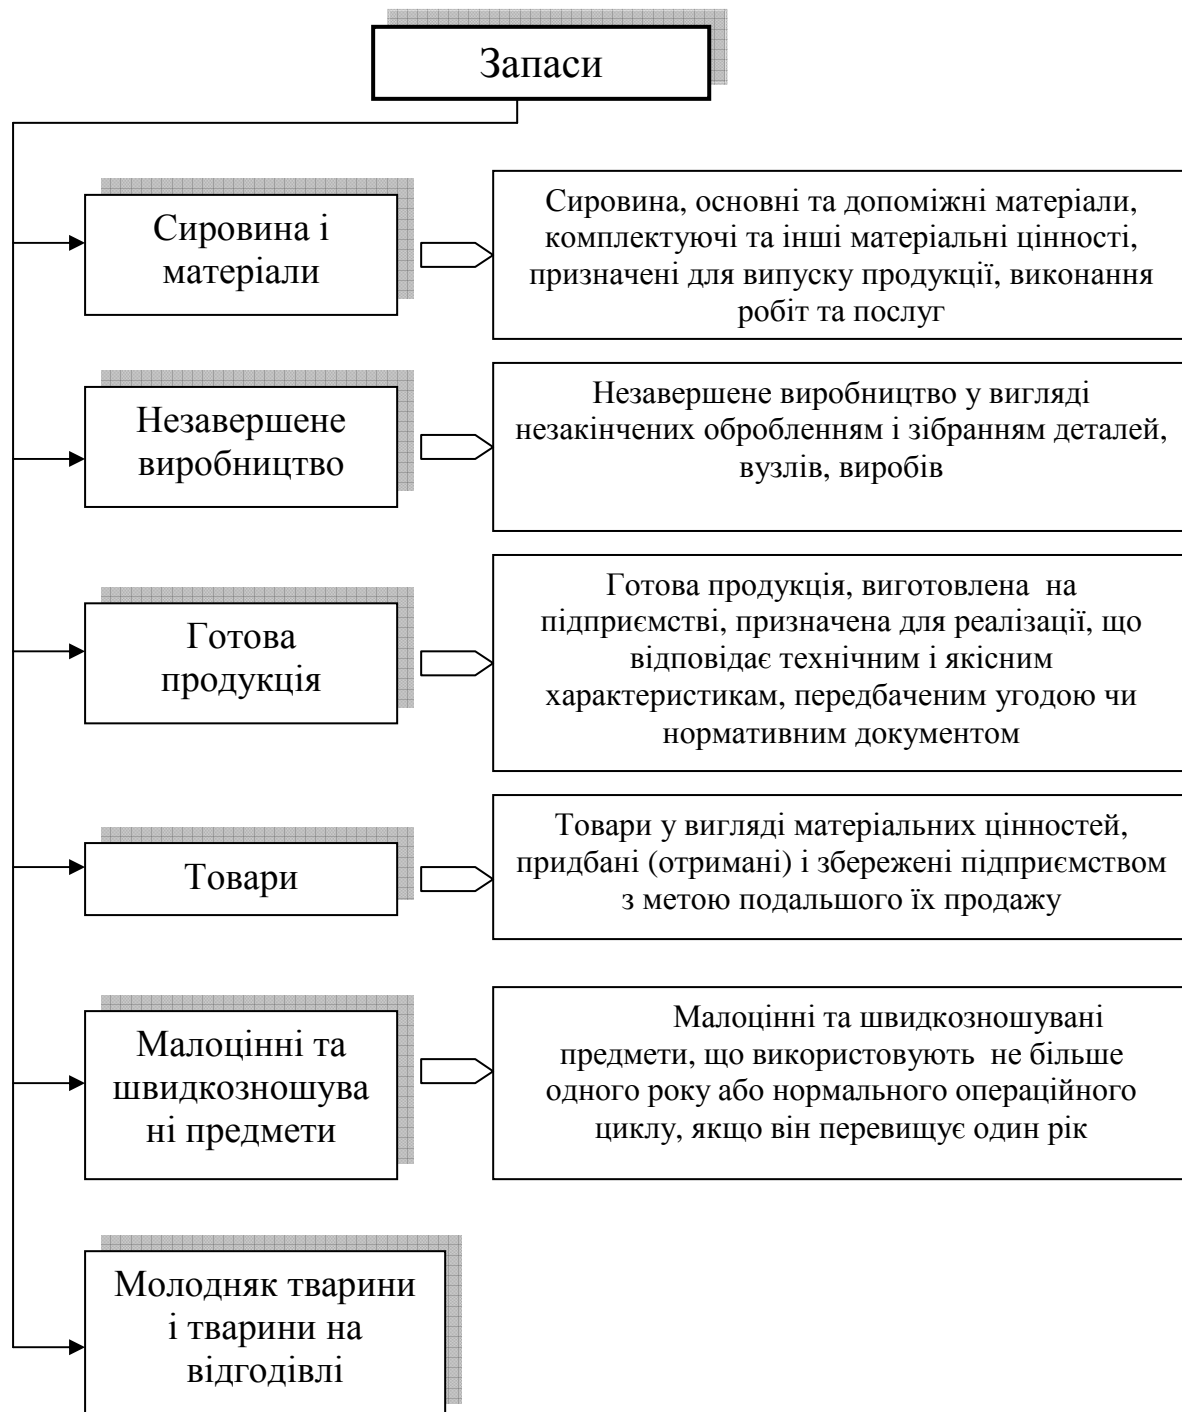 Запаси
Сировина і
матеріали
Сировина, основні та допоміжні матеріали,
комплектуючі та інші матеріальні цінності,
призначені для випуску продукції, виконання
робіт та послуг
Незавершене
виробництво
Незавершене виробництво у вигляді
незакінчених обробленням і зібранням деталей,
вузлів, виробів
Готова
продукція
Готова продукція, виготовлена на
підприємстві, призначена для реалізації, що
відповідає технічним і якісним
характеристикам, передбаченим угодою чи
нормативним документом
Товари
Товари у вигляді матеріальних цінностей,
придбані (отримані) і збережені підприємством
з метою подальшого їх продажу
Малоцінні та
швидкозношува
ні предмети
Малоцінні та швидкозношувані
предмети, що використовують не більше
одного року або нормального операційного
циклу, якщо він перевищує один рік
Молодняк тварини
і тварини на
відгодівлі